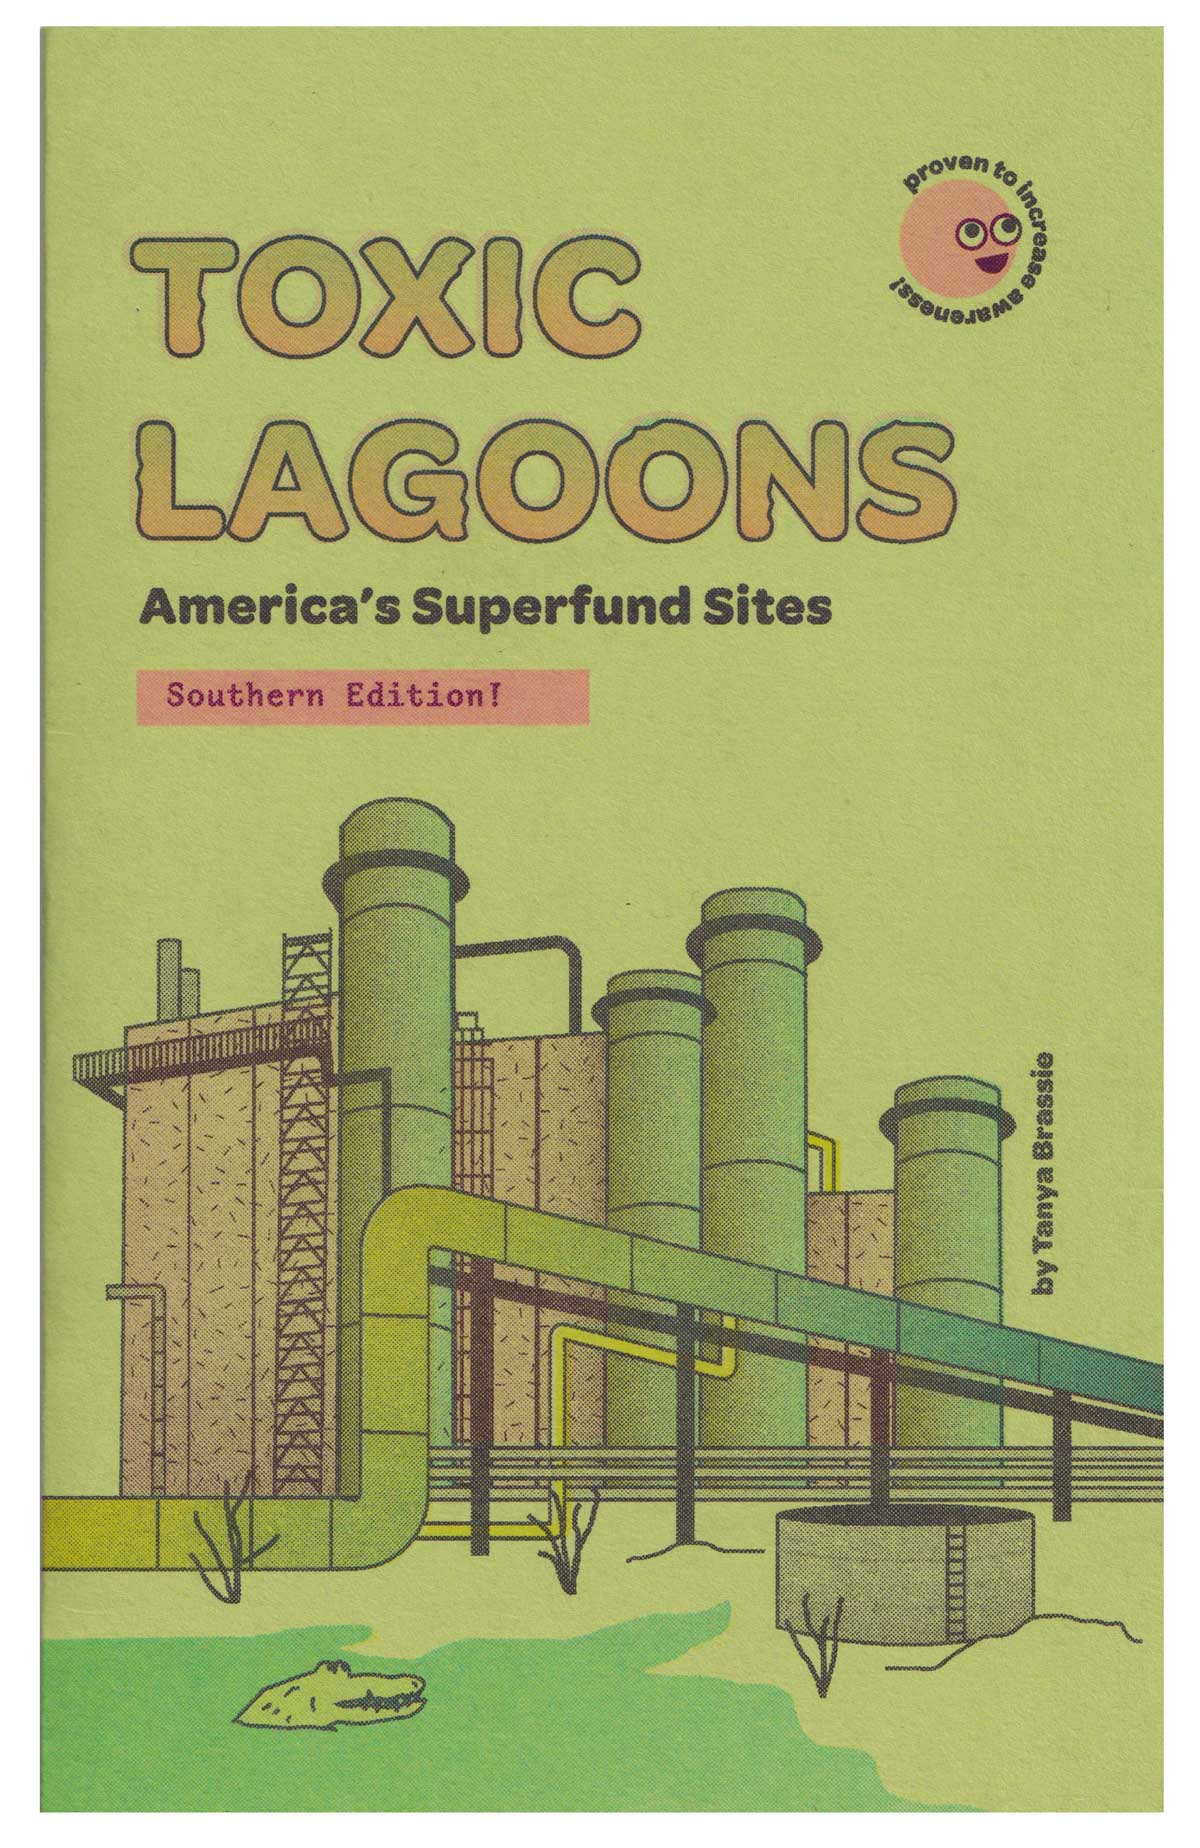 proven to increase awareness!
TOXIC
LAGOONS
America's Superfund Sites
Southern Edition!
by Tanya Brassie